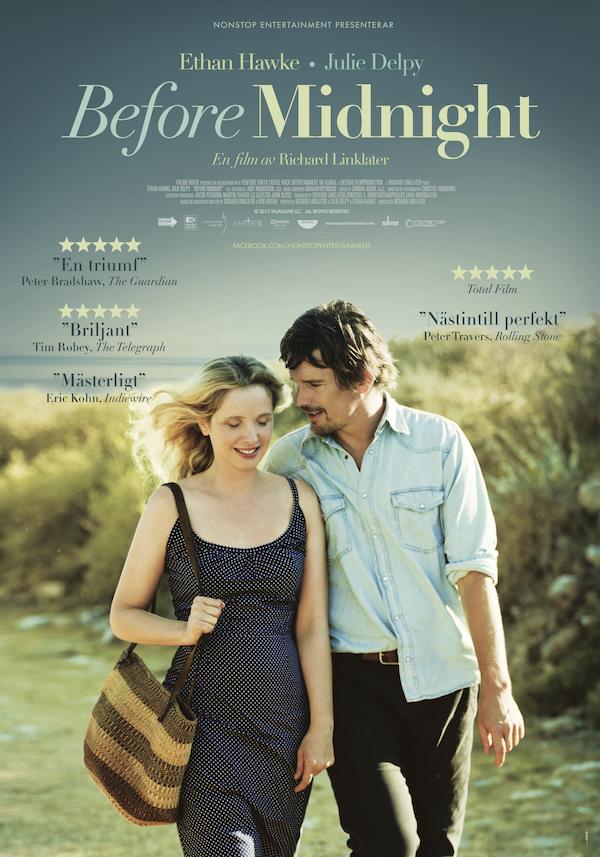 NONSTOP ENTERTAINMENT PRESENTERAR
Ethan Hawke • Julie Delpy
Before Midnight
En film av Richard Linklater
© 2013 TALAGANE LLC. ALL RIGHTS RESERVED
FACEBOOK.COM/NONSTOPENTERTAINMENT
"En triumf"
Peter Bradshaw, The Guardian
"Briljant"
Tim Robey, The Telegraph
"Mästerligt"
Eric Kohn, Indiewire
Total Film
"Nästintill perfekt"
Peter Travers, Rolling Stone